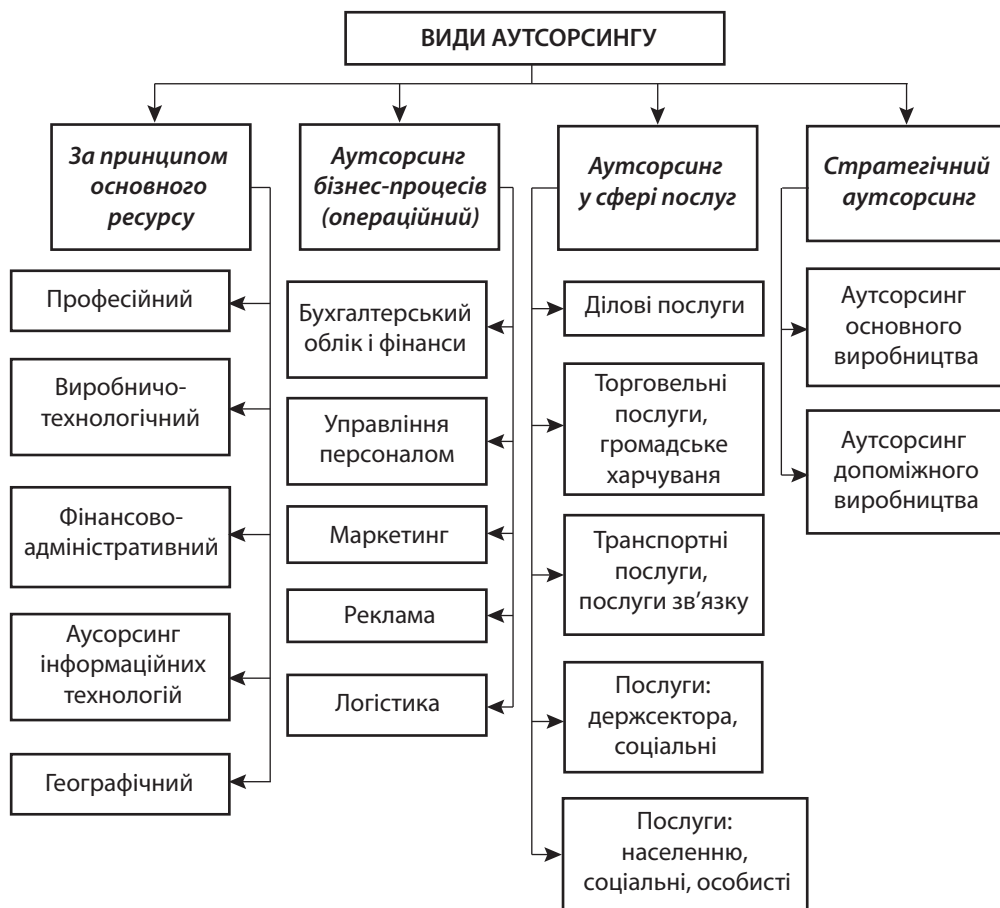 ВИДИ АУТСОРСИНГУ
За принципом
основного
ресурсу
Професійний
Виробничо-
технологічний
Фінансово-
адміністративний
Аусорсинг
інформаційних
технологій
Географічний
Аутсорсинг
бізнес-процесів
(операційний)
Бухгалтерський
облік і фінанси
Управління
персоналом
Маркетинг
Реклама
Логістика
Аутсорсинг
у сфері послуг
Ділові послуги
Торговельні
послуги,
громадське
харчуваня
Транспортні
послуги,
послуги зв’язку
Послуги:
держсектора,
соціальні
Послуги:
населенню,
соціальні, особисті
Стратегічний
аутсорсинг
Аутсорсинг
основного
виробництва
Аутсорсинг
допоміжного
виробництва